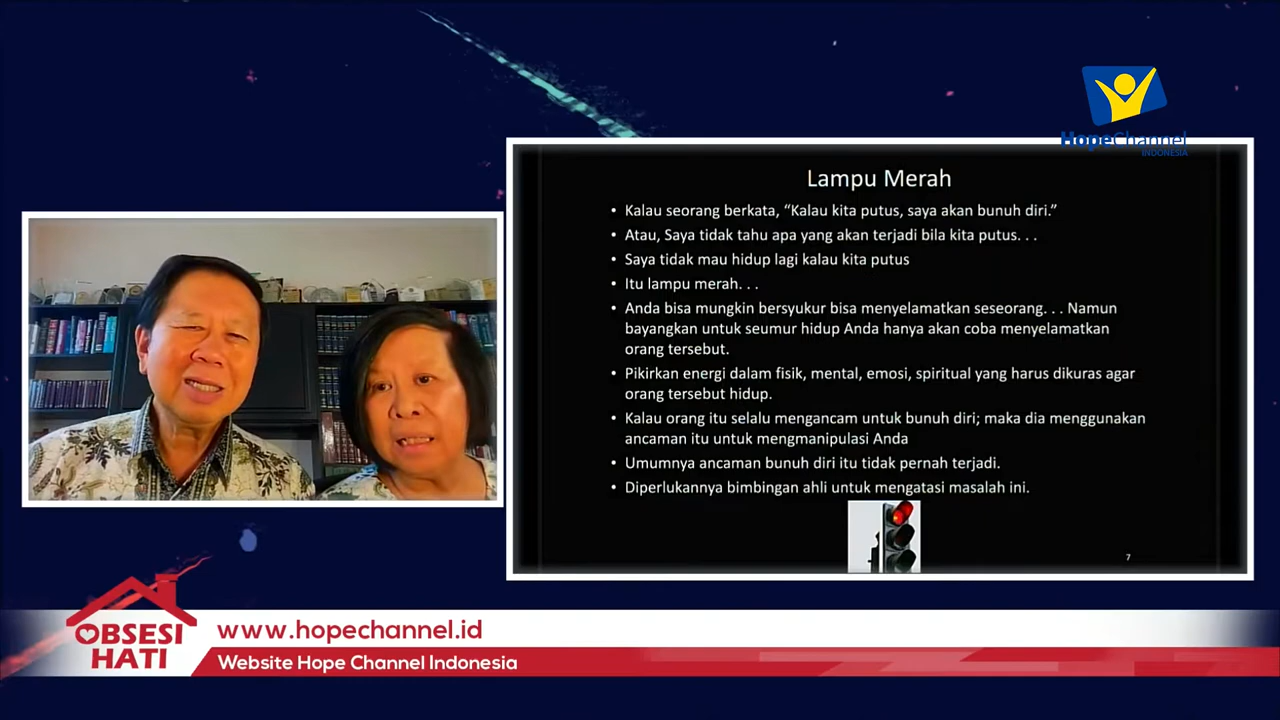 HopeChannel
INDONESIA
Lampu Merah
• Kalau seorang berkata, “Kalau kita putus, saya akan bunuh diri.”
• Atau, Saya tidak tahu apa yang akan terjadi bila kita putus. . .
• Saya tidak mau hidup lagi kalau kita putus
• Itu lampu merah. . .
• Anda bisa mungkin bersyukur bisa menyelamatkan seseorang. . . Namun
bayangkan untuk seumur hidup Anda hanya akan coba menyelamatkan
orang tersebut.
• Pikirkan energi dalam fisik, mental, emosi, spiritual yang harus dikuras agar
orang tersebut hidup.
• Kalau orang itu selalu mengancam untuk bunuh diri; maka dia menggunakan
ancaman itu untuk mengmanipulasi Anda
• Umumnya ancaman bunuh diri itu tidak pernah terjadi.
• Diperlukannya bimbingan ahli untuk mengatasi masalah ini.
7
OBSESI
HATI
www.hopechannel.id
Website Hope Channel Indonesia